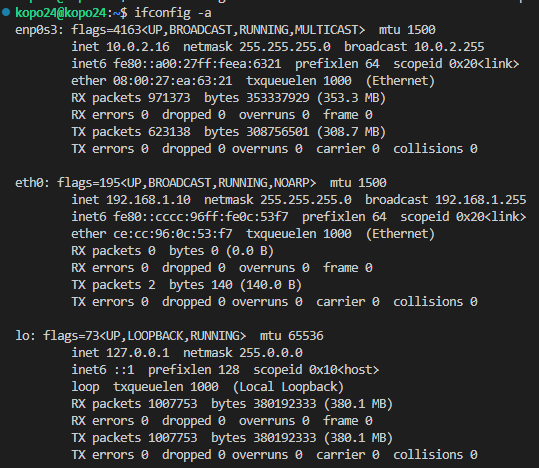 kopo24@kopo24:~$ ifconfig -a
enp0s3: flags=4163<UP,BROADCAST,RUNNING,MULTICAST>  mtu 1500
        inet 10.0.2.16  netmask 255.255.255.0  broadcast 10.0.2.255
        inet6 fe80::a00:27ff:feea:6321  prefixlen 64  scopeid 0x20<link>
        ether 08:00:27:ea:63:21  txqueuelen 1000  (Ethernet)
        RX packets 971373  bytes 353337929 (353.3 MB)
        RX errors 0  dropped 0  overruns 0  frame 0
        TX packets 623138  bytes 308756501 (308.7 MB)
        TX errors 0  dropped 0 overruns 0  carrier 0  collisions 0

eth0: flags=195<UP,BROADCAST,RUNNING,NOARP>  mtu 1500
        inet 192.168.1.10  netmask 255.255.255.0  broadcast 192.168.1.255
        inet6 fe80::cccc:96ff:fe0c:53f7  prefixlen 64  scopeid 0x20<link>
        ether ce:cc:96:0c:53:f7  txqueuelen 1000  (Ethernet)
        RX packets 0  bytes 0 (0.0 B)
        RX errors 0  dropped 0  overruns 0  frame 0
        TX packets 2  bytes 140 (140.0 B)
        TX errors 0  dropped 0 overruns 0  carrier 0  collisions 0

lo: flags=73<UP,LOOPBACK,RUNNING>  mtu 65536
        inet 127.0.0.1  netmask 255.0.0.0
        inet6 ::1  prefixlen 128  scopeid 0x10<host>
        loop  txqueuelen 1000  (Local Loopback)
        RX packets 1007753  bytes 380192333 (380.1 MB)
        RX errors 0  dropped 0  overruns 0  frame 0
        TX packets 1007753  bytes 380192333 (380.1 MB)
        TX errors 0  dropped 0 overruns 0  carrier 0  collisions 0